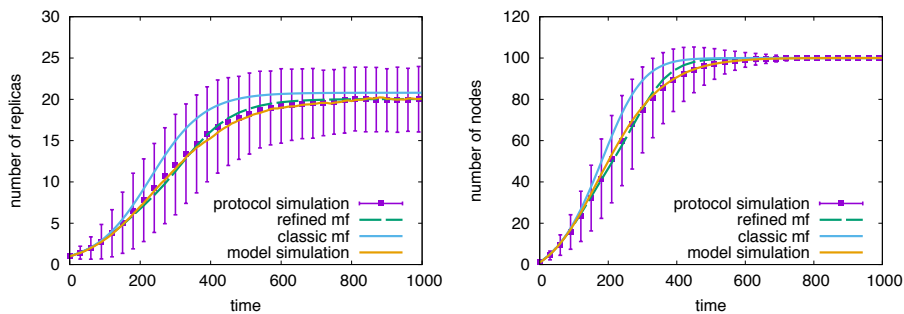 30
25
20
15
10
5
0
number of replicas
protocol simulation
refined mf
classic mf
model simulation
0 200 400 600 800 1000
time
120
100
80
60
40
20
0
number of nodes
protocol simulation
refined mf
classic mf
model simulation
0 200 400 600 800 1000
time